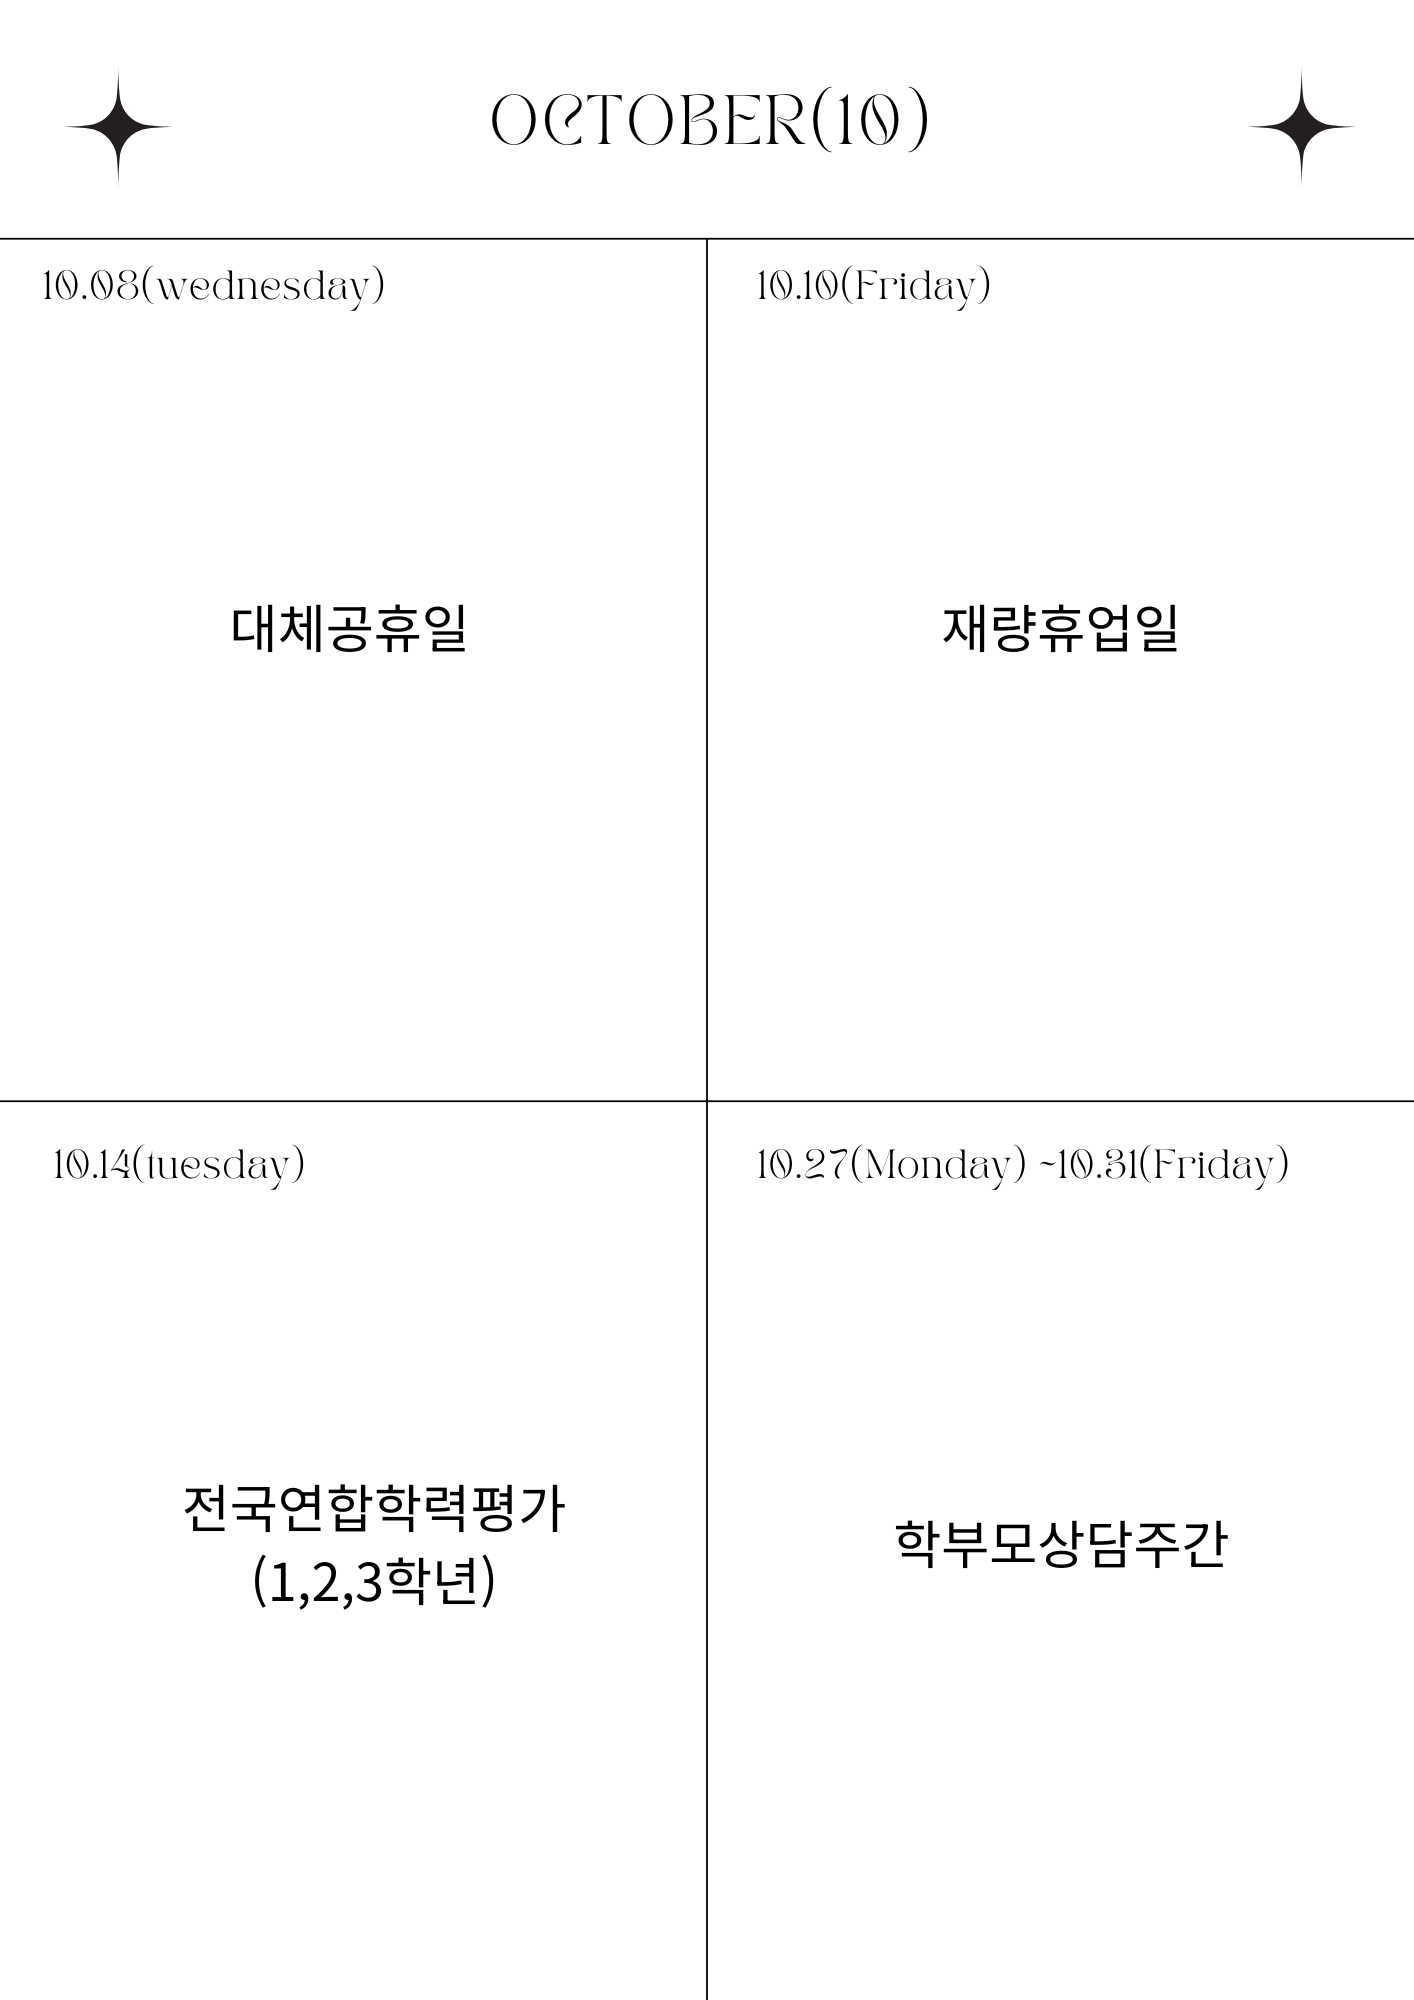 OCTOBER(10)
10.08(wednesday)
대체공휴일
10.10(Friday)
재량휴업일
10.14(tuesday)
전국연합학력평가
(1,2,3학년)
10.27(Monday) ~10.31(Friday)
학부모상담주간